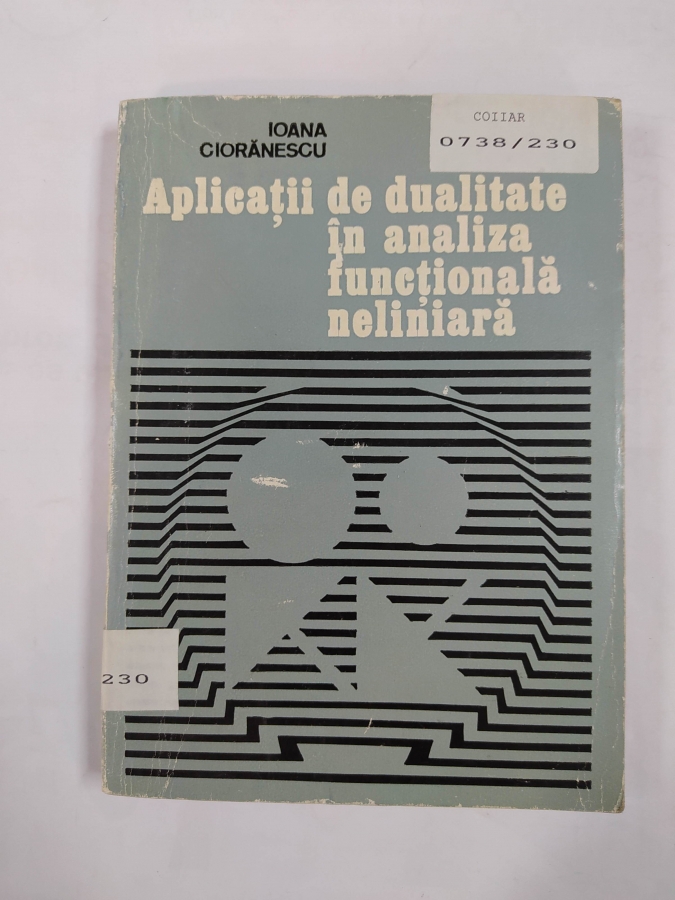 IOANA
CIORĂNESCU
COIIAR
0738/230
Aplicații de dualitate
în analiza
funcțională
neliniară
230